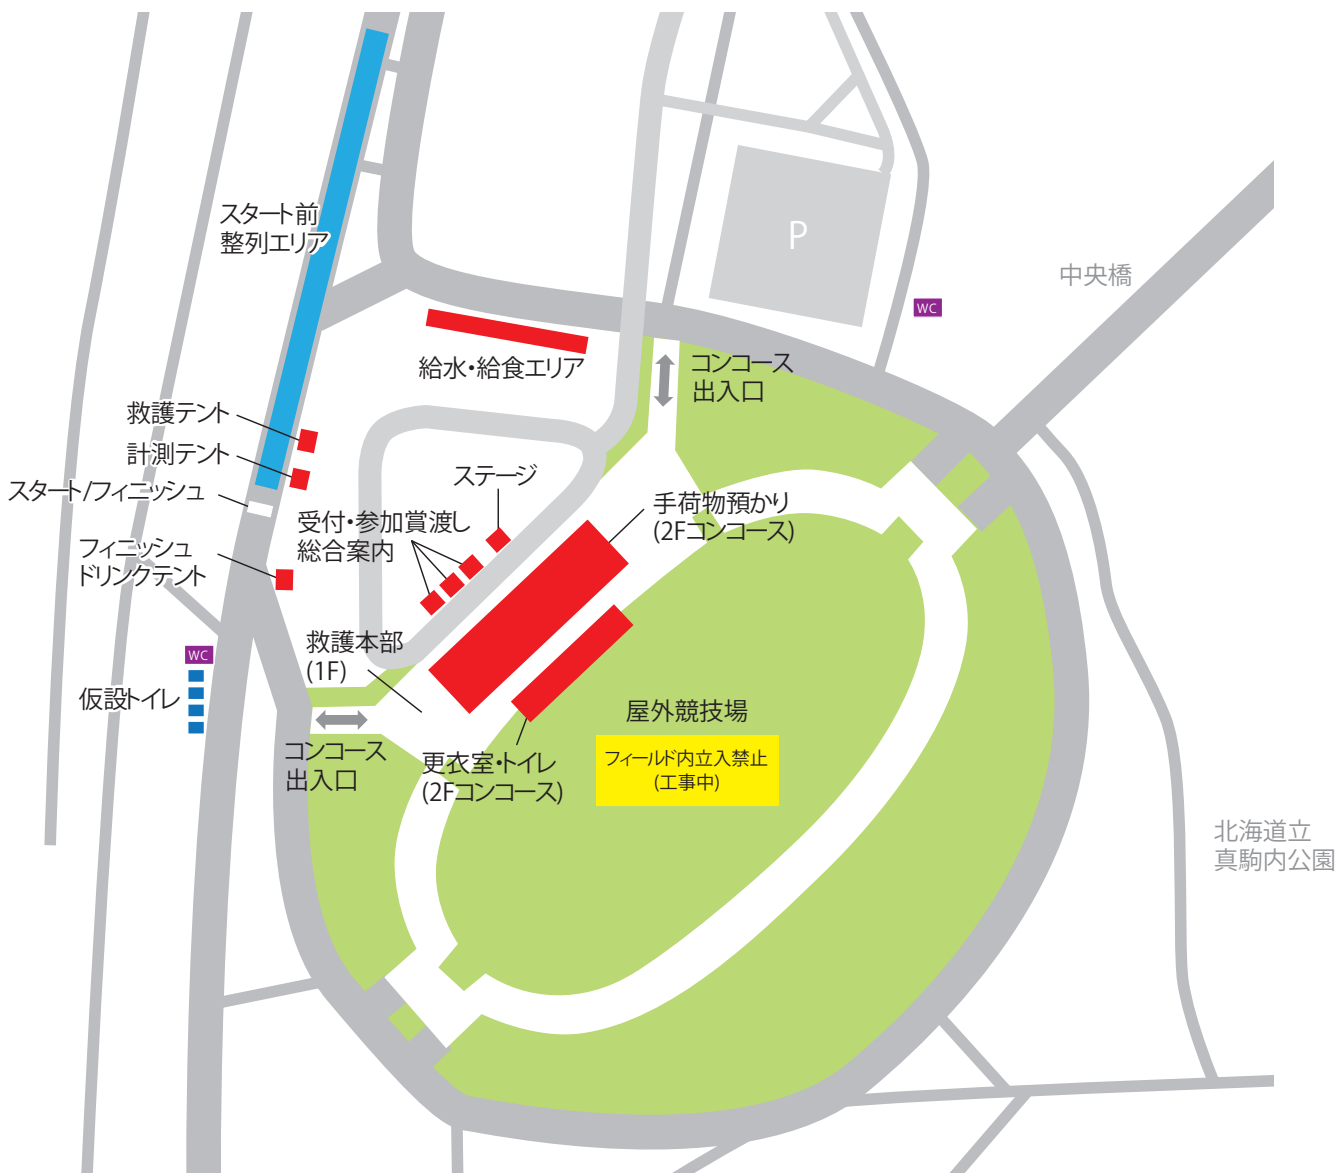 スタート前
整列エリア
P
中央橋
WC
給水・給食エリア
コンコース
出入口
救護テント
計測テント
スタート/フィニッシュ
ステージ
受付・参加賞渡し
総合案内
手荷物預かり
(2Fコンコース)
フィニッシュ
ドリンクテント
救護本部
(1F)
WC
仮設トイレ
コンコース
出入口
更衣室・トイレ
(2Fコンコース)
屋外競技場
フィールド内立入禁止
(工事中)
北海道立
真駒内公園